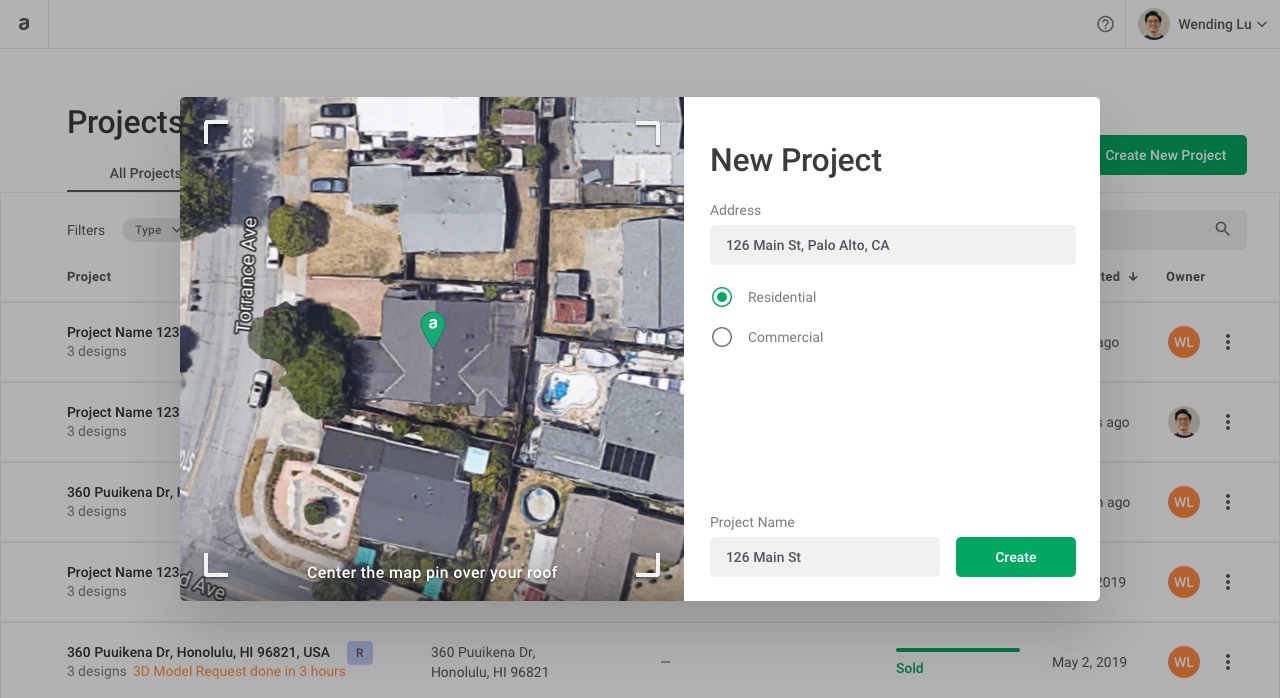 a
Wending Lu
Projects
Create New Project
All Projects
Filters
Type
Project
Owner
Project Name 123
3 designs
ago
WL
Project Name 123
3 designs
ago
360 Puuikena Dr,
3 designs
ago
WL
Project Name 123
3 designs
2019
WL
360 Puuikena Dr, Honolulu, HI 96821, USA
R
3 designs 3D Model Request done in 3 hours
360 Puuikena Dr,
Honolulu, HI 96821
—
Sold
May 2, 2019
WL
Torrance Ave
a
d Ave
Center the map pin over your roof
New Project
Address
126 Main St, Palo Alto, CA
Residential
Commercial
Project Name
126 Main St
Create